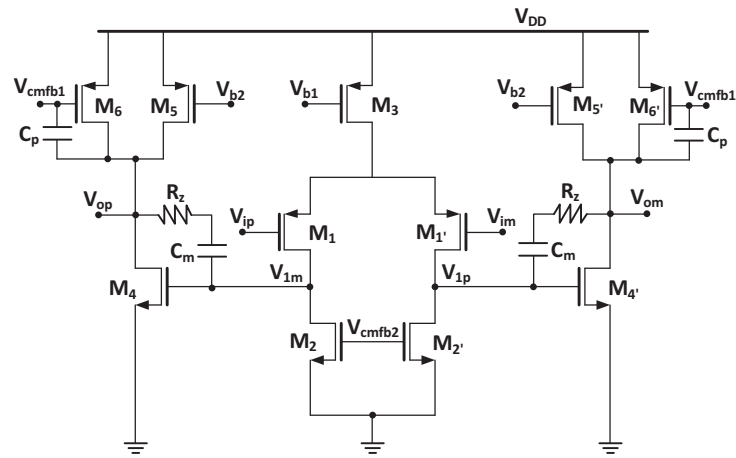 V_DD
V_cmfb1
M_6
M_5
V_b2
V_b1
M_3
V_b2
M_5'
M_6'
V_cmfb1
C_p
C_p
V_op
R_z
V_ip
M_1
M_1'
V_im
R_z
V_om
C_m
C_m
M_4
V_1m
V_1p
M_4'
M_2
V_cmfb2
M_2'